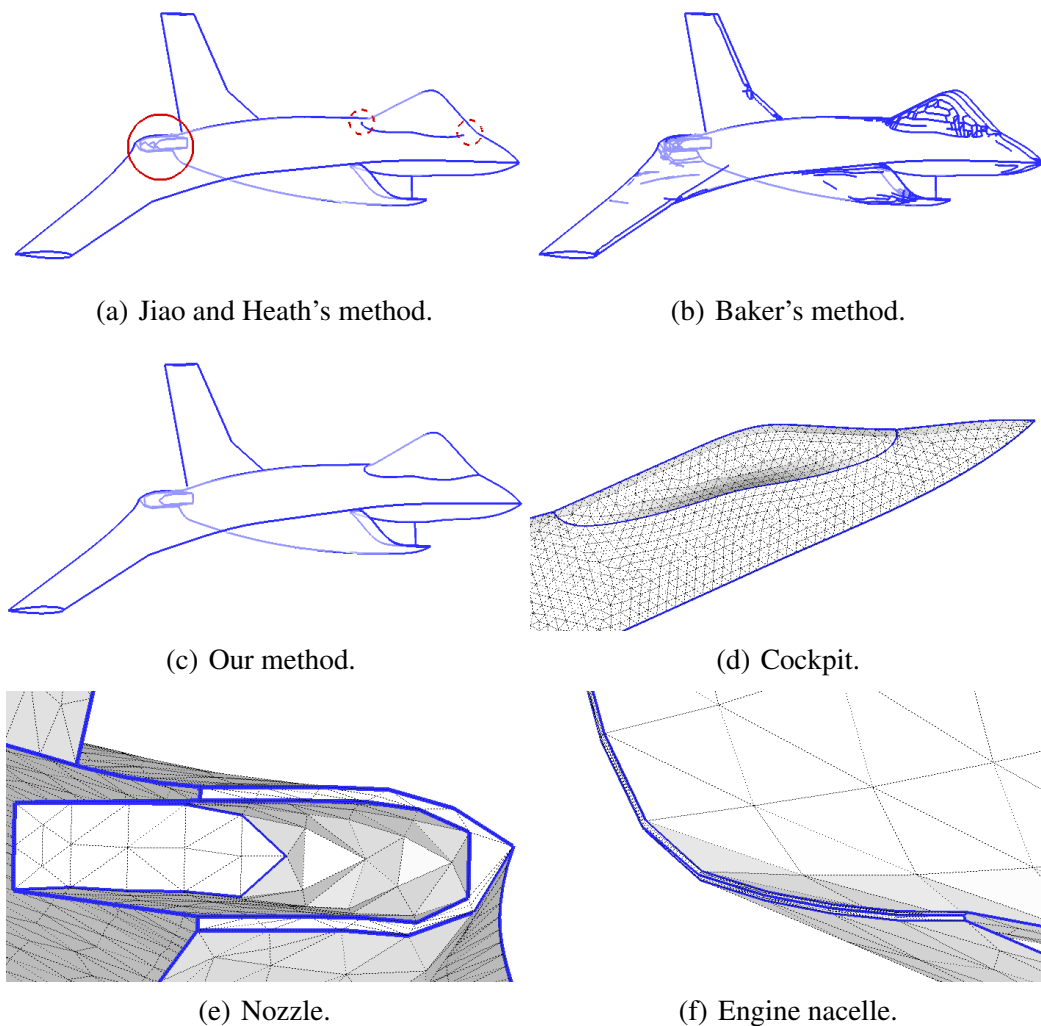 (a) Jiao and Heath’s method.
(b) Baker’s method.
(c) Our method.
(d) Cockpit.
(e) Nozzle.
(f) Engine nacelle.